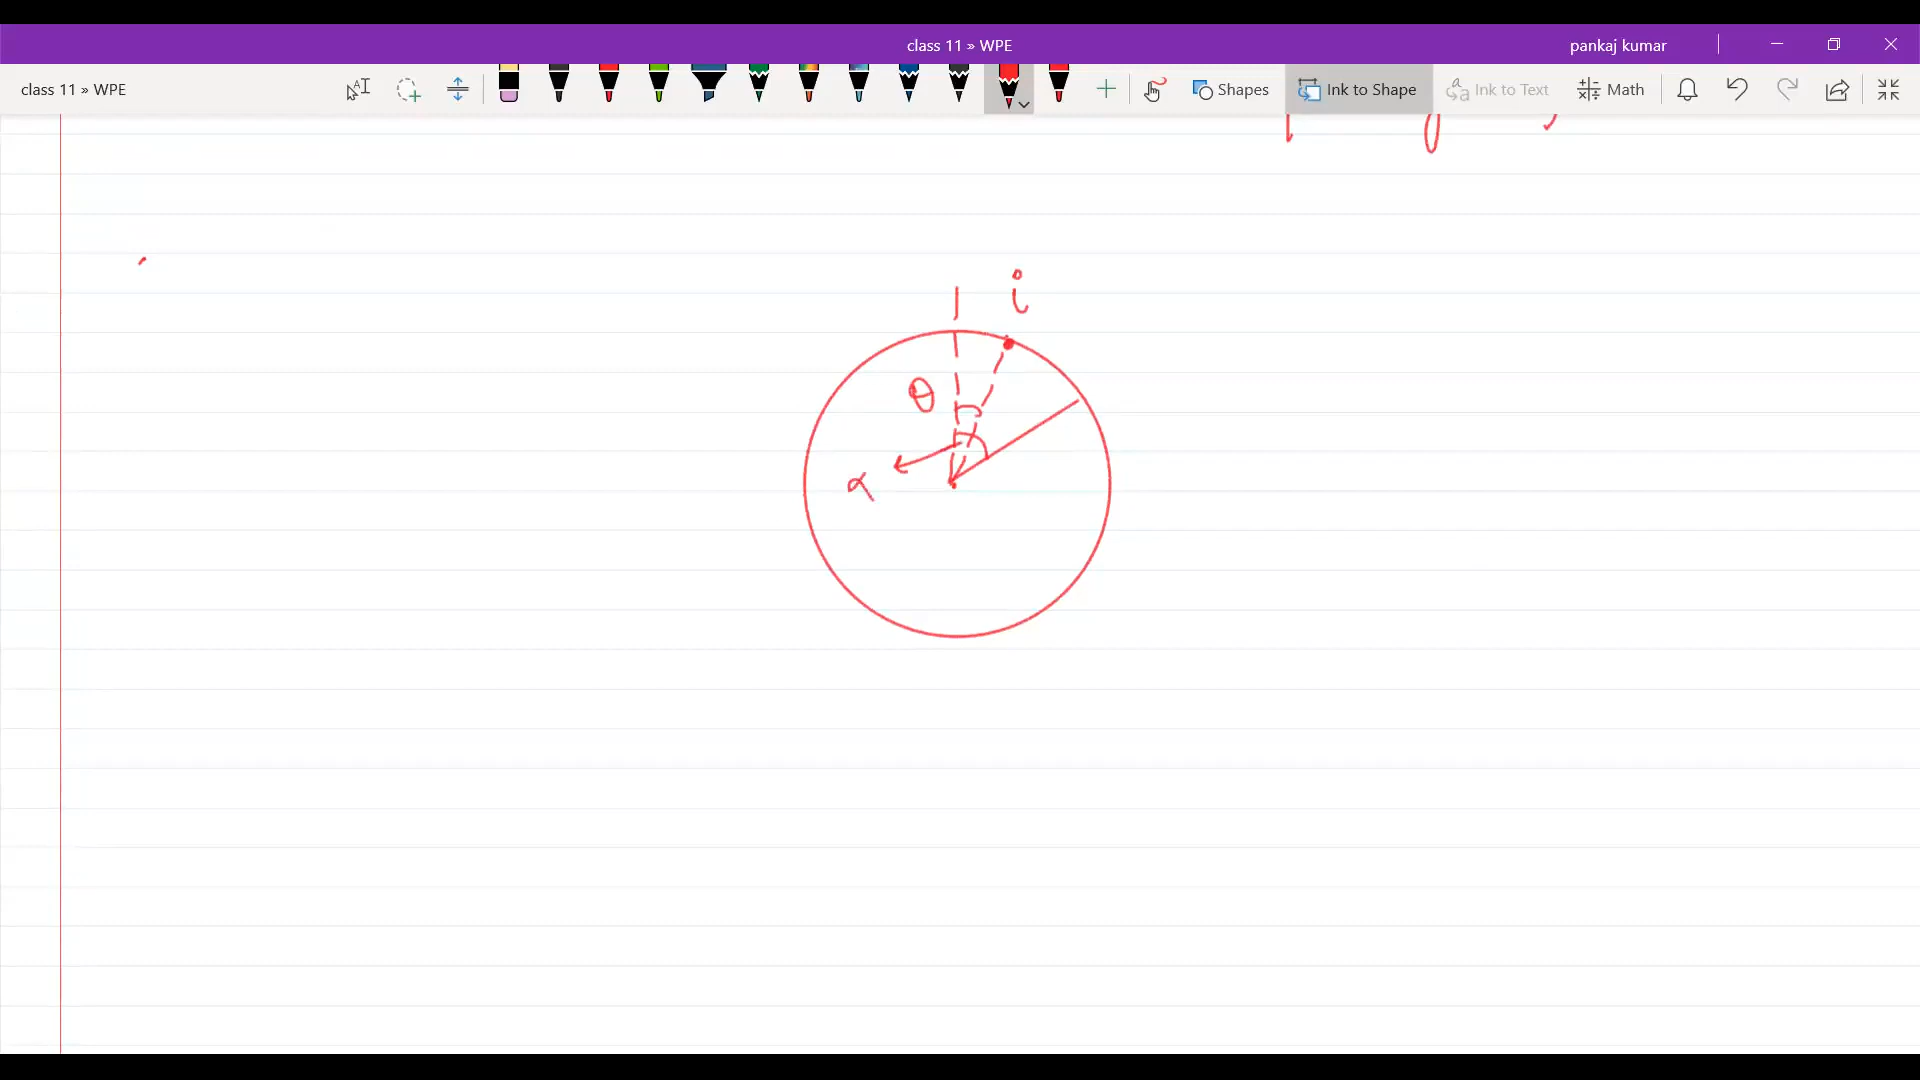 class 11 » WPE
pankaj kumar
class 11 » WPE
Shapes
Ink to Shape
Ink to Text
Math
i
θ
α